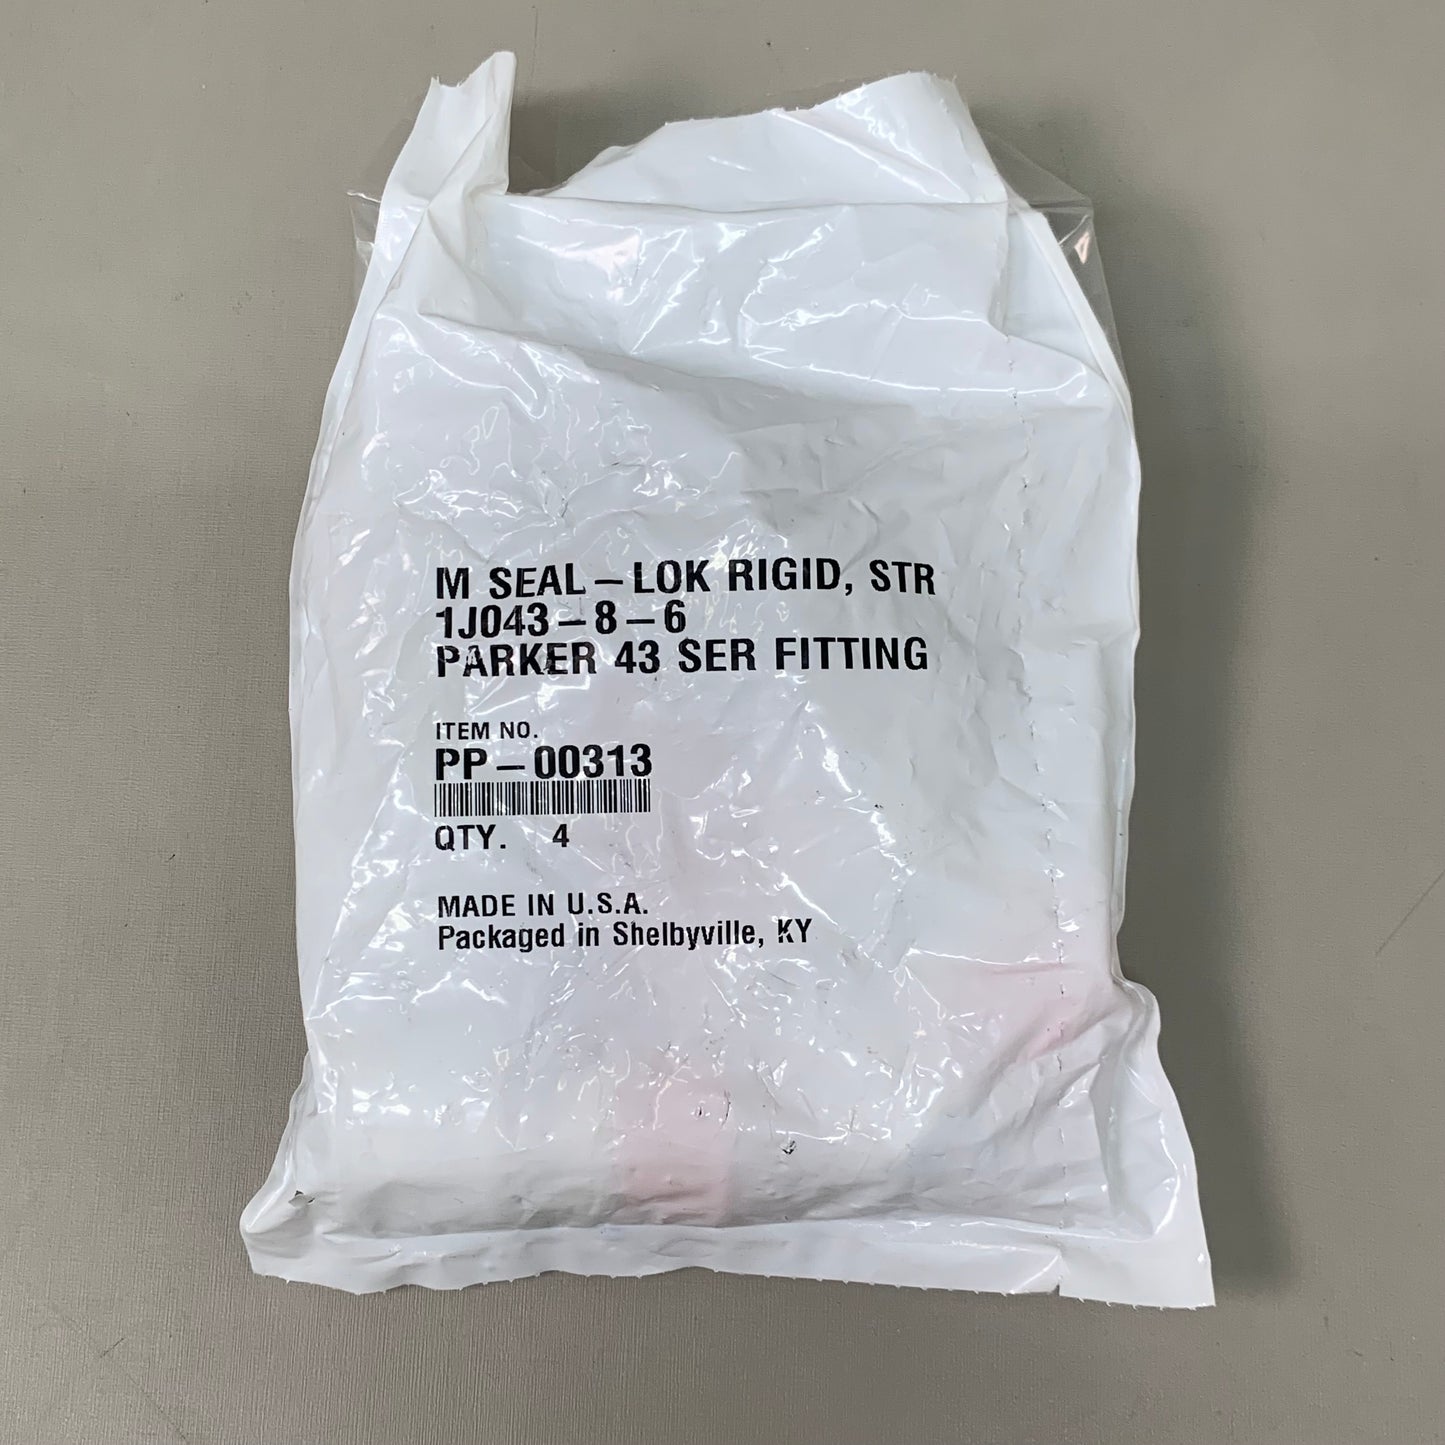 M SEAL-LOK RIGID, STR
1J043-8-6
PARKER 43 SER FITTING
ITEM NO.
PP-00313
QTY. 4
MADE IN U.S.A.
Packaged in Shelbyville, KY